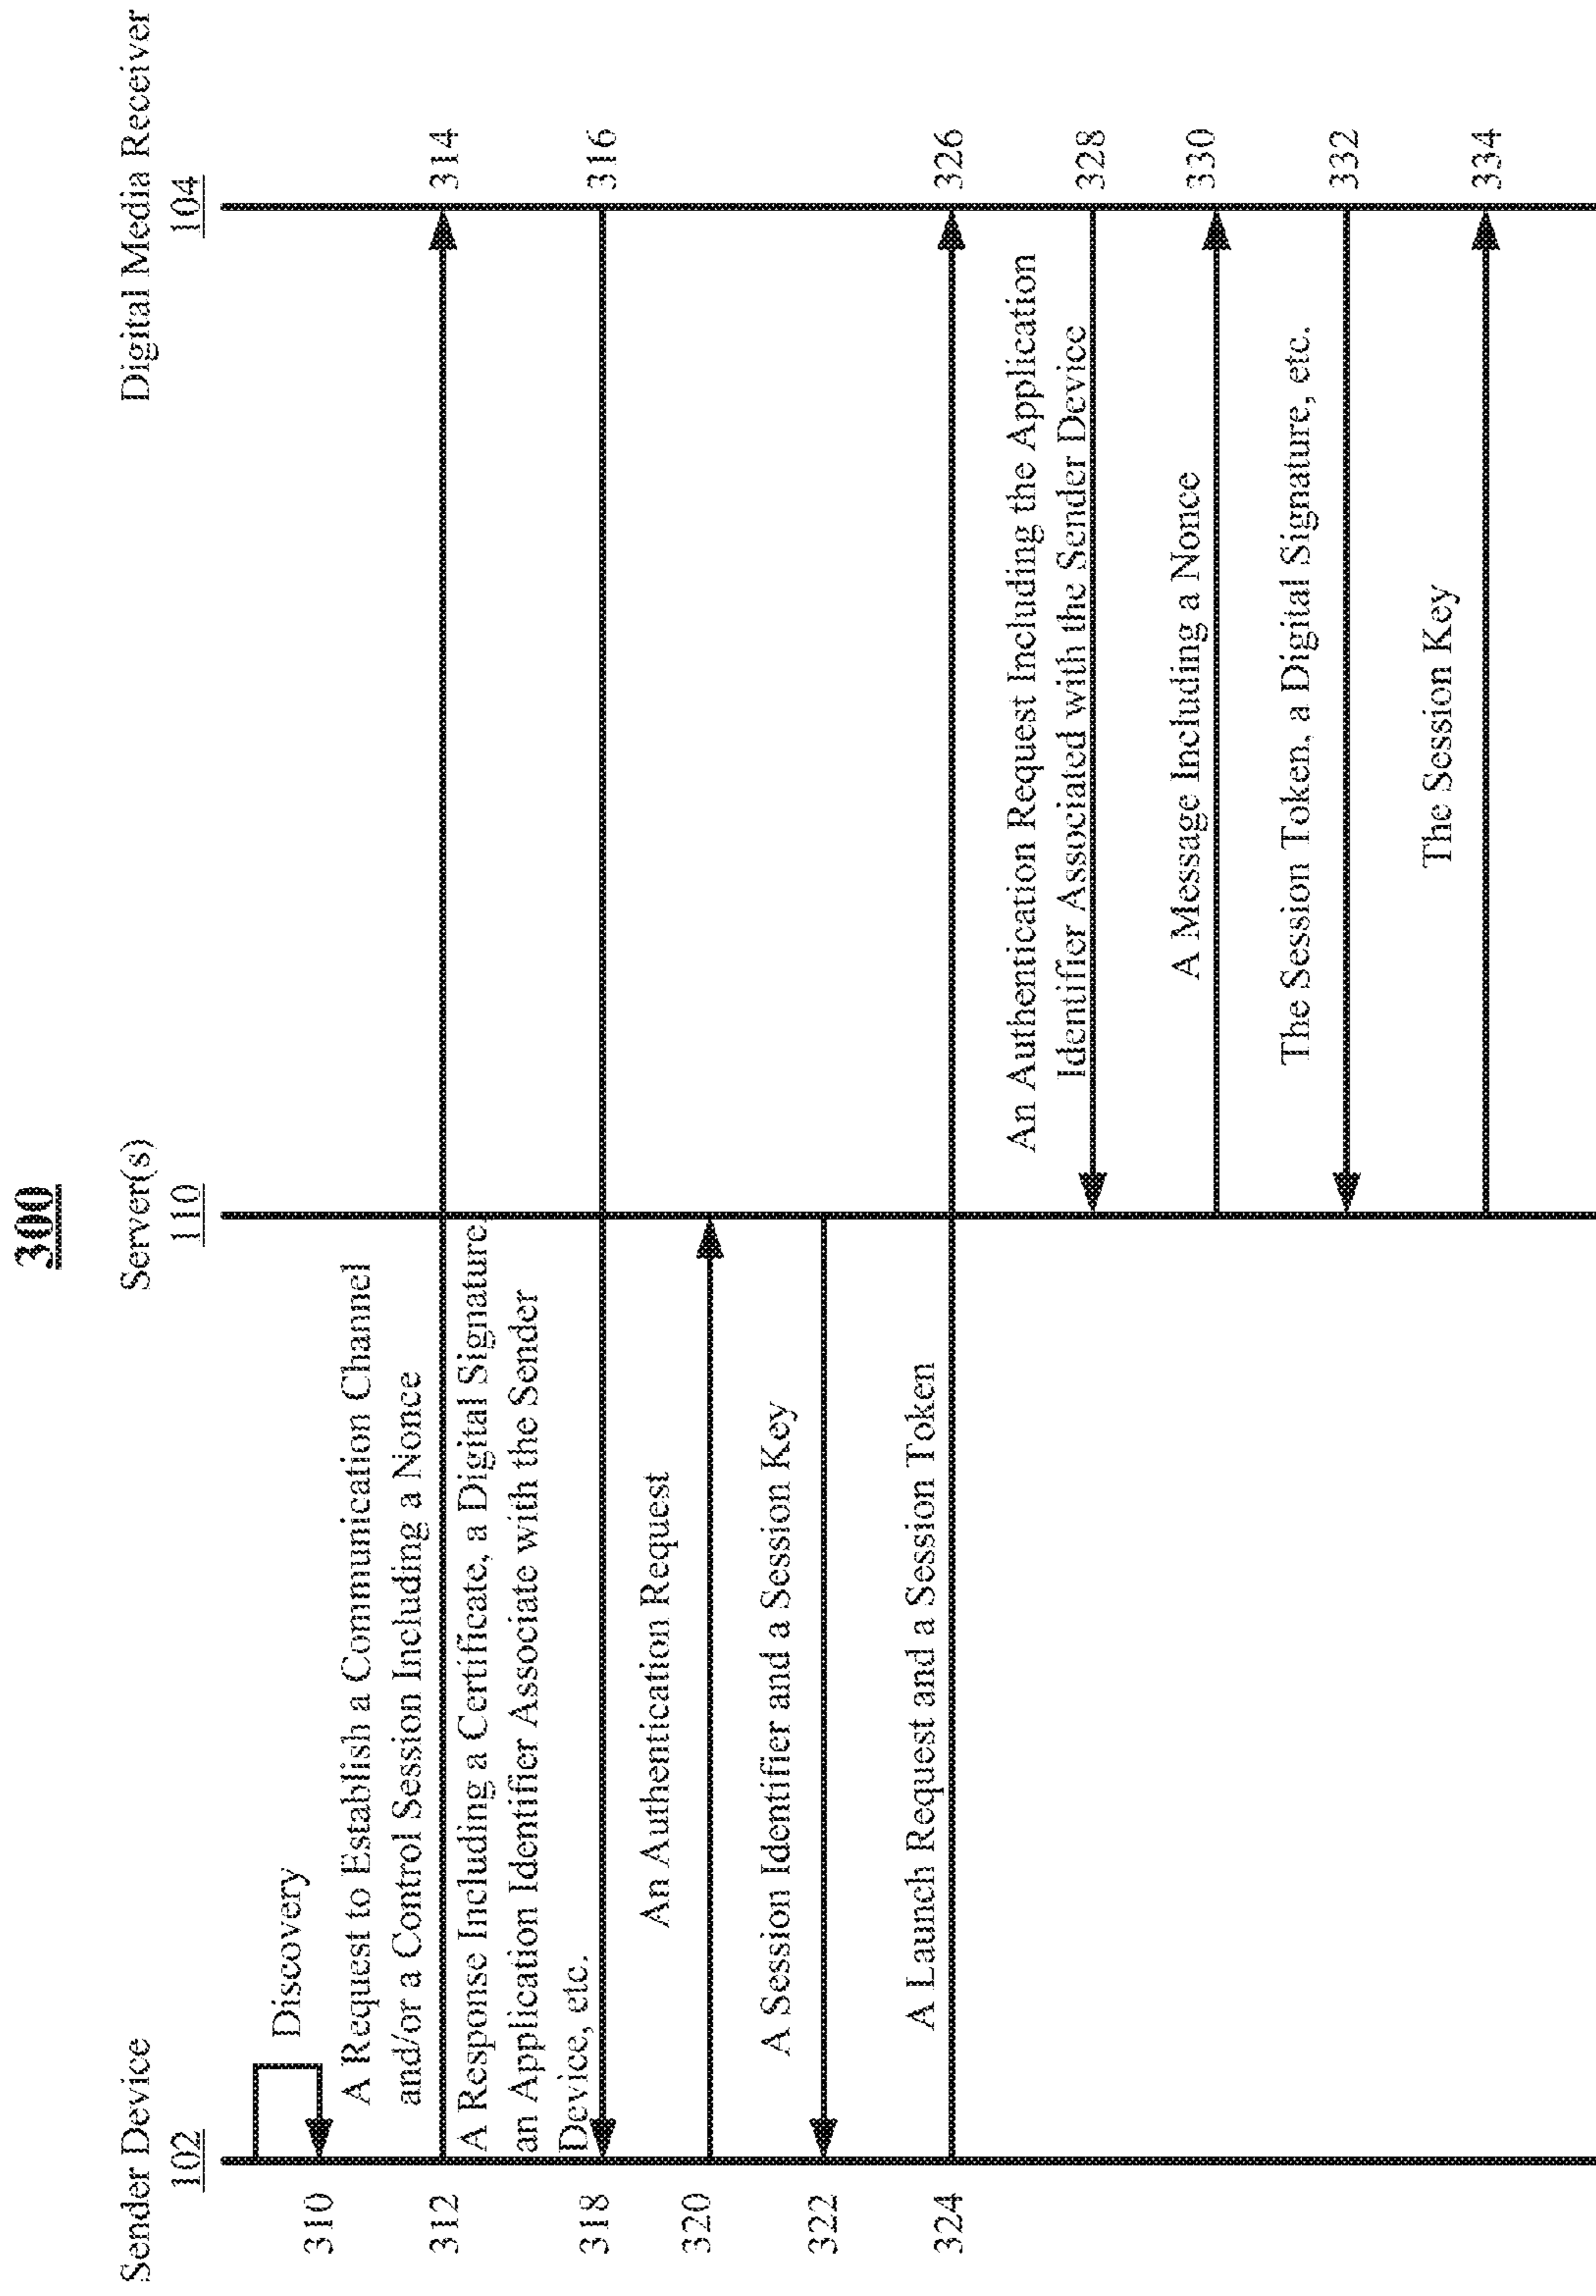 300
Sender Device
102
Server(s)
110
Digital Media Receiver
104
310
Discovery
A Request to Establish a Communication Channel
and/or a Control Session Including a Nonce
312
314
A Response Including a Certificate, a Digital Signature,
an Application Identifier Associate with the Sender
Device, etc.
318
316
An Authentication Request
320
A Session Identifier and a Session Key
322
A Launch Request and a Session Token
324
326
An Authentication Request Including the Application
Identifier Associated with the Sender Device
328
A Message Including a Nonce
330
The Session Token, a Digital Signature, etc.
332
The Session Key
334